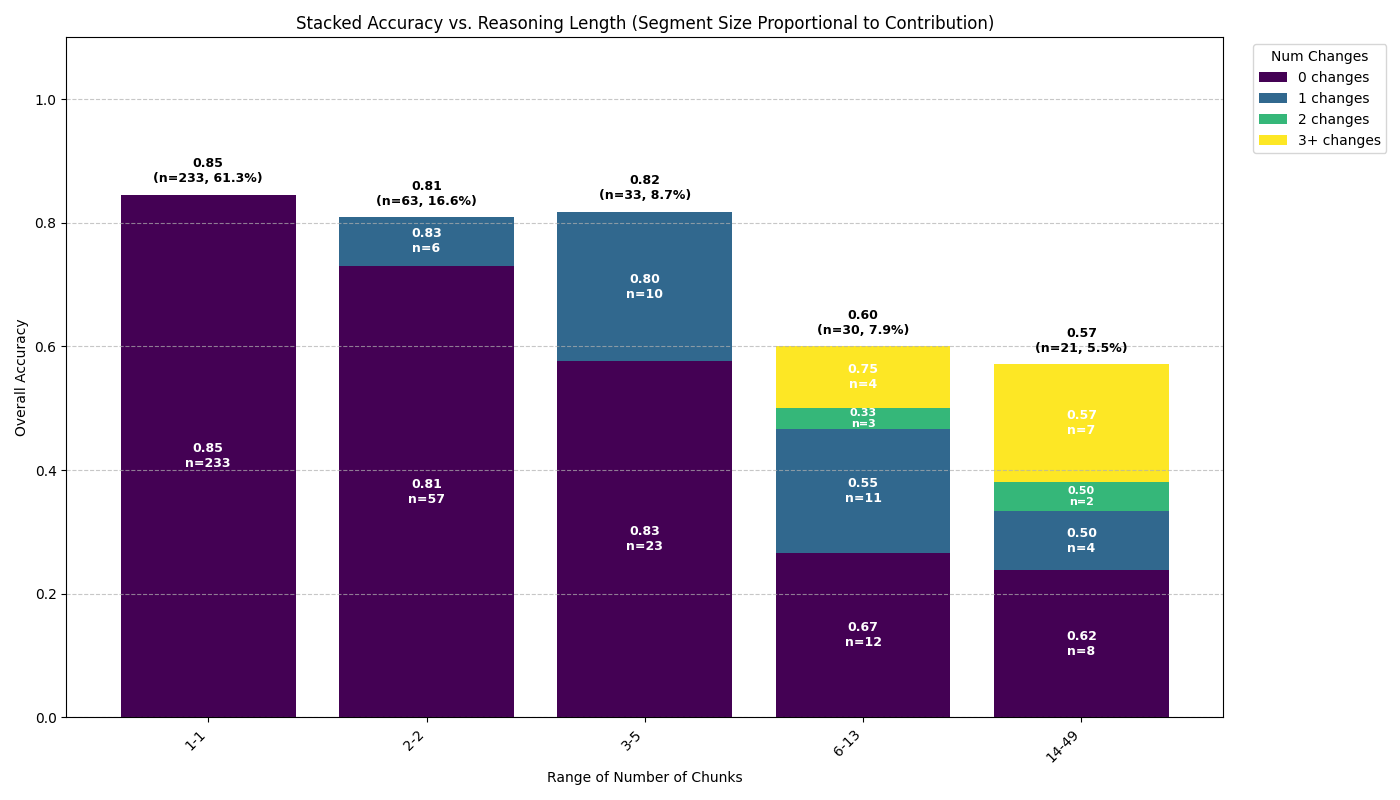 Stacked Accuracy vs. Reasoning Length (Segment Size Proportional to Contribution)
Num Changes
0 changes
1 changes
2 changes
3+ changes
Overall Accuracy
1.0
0.8
0.6
0.4
0.2
0.0
0.85
(n=233, 61.3%)
0.85
n=233
0.81
(n=63, 16.6%)
0.83
n=6
0.81
n=57
0.82
(n=33, 8.7%)
0.80
n=10
0.83
n=23
0.60
(n=30, 7.9%)
0.75
n=4
0.33
n=3
0.55
n=11
0.67
n=12
0.57
(n=21, 5.5%)
0.57
n=7
0.50
n=2
0.50
n=4
0.62
n=8
1-1
2-2
3-5
6-13
14-49
Range of Number of Chunks